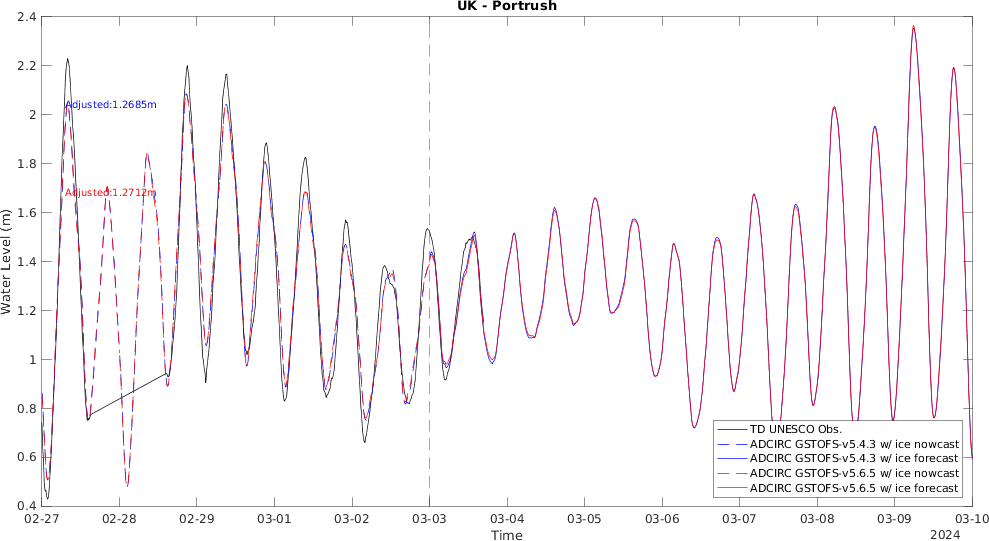 UK - Portrush
2.4
2.2
2
1.8
1.6
1.4
1.2
1
0.8
0.6
0.4
Water Level (m)
Adjusted:1.2685m
Adjusted:1.2712m
TD UNESCO Obs.
ADCIRC GSTOFS-v5.4.3 w/ ice nowcast
ADCIRC GSTOFS-v5.4.3 w/ ice forecast
ADCIRC GSTOFS-v5.6.5 w/ ice nowcast
ADCIRC GSTOFS-v5.6.5 w/ ice forecast
02-27 02-28 02-29 03-01 03-02 03-03 03-04 03-05 03-06 03-07 03-08 03-09 03-10
Time
2024